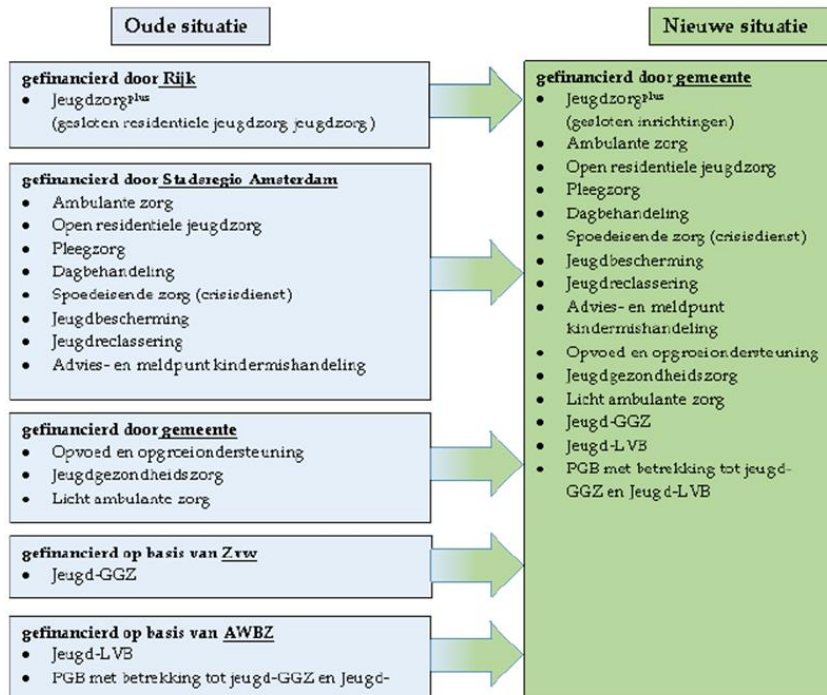 Oude situatie
gefinancierd door Rijk
• Jeugdzorgplus
(gesloten residentiele jeugdzorg jeugdzorg)
gefinancierd door Stadsregio Amsterdam
• Ambulante zorg
• Open residentiele jeugdzorg
• Pleegzorg
• Dagbehandeling
• Spoedeisende zorg (crisisdienst)
• Jeugdbescherming
• Jeugdreclassering
• Advies- en meldpunt kindermishandeling
gefinancierd door gemeente
• Opvoed en opgroeiondersteuning
• Jeugdgezondheidszorg
• Licht ambulante zorg
gefinancierd op basis van Zvw
• Jeugd-GGZ
gefinancierd op basis van AWBZ
• Jeugd-LVB
• PGB met betrekking tot jeugd-GGZ en Jeugd-
Nieuwe situatie
gefinancierd door gemeente
• Jeugdzorgplus
(gesloten inrichtingen)
• Ambulante zorg
• Open residentiele jeugdzorg
• Pleegzorg
• Dagbehandeling
• Spoedeisende zorg (crisisdienst)
• Jeugdbescherming
• Jeugdreclassering
• Advies- en meldpunt
kindermishandeling
• Opvoed en opgroeiondersteuning
• Jeugdgezondheidszorg
• Licht ambulante zorg
• Jeugd-GGZ
• Jeugd-LVB
• PGB met betrekking tot jeugd-
GGZ en Jeugd-LVB